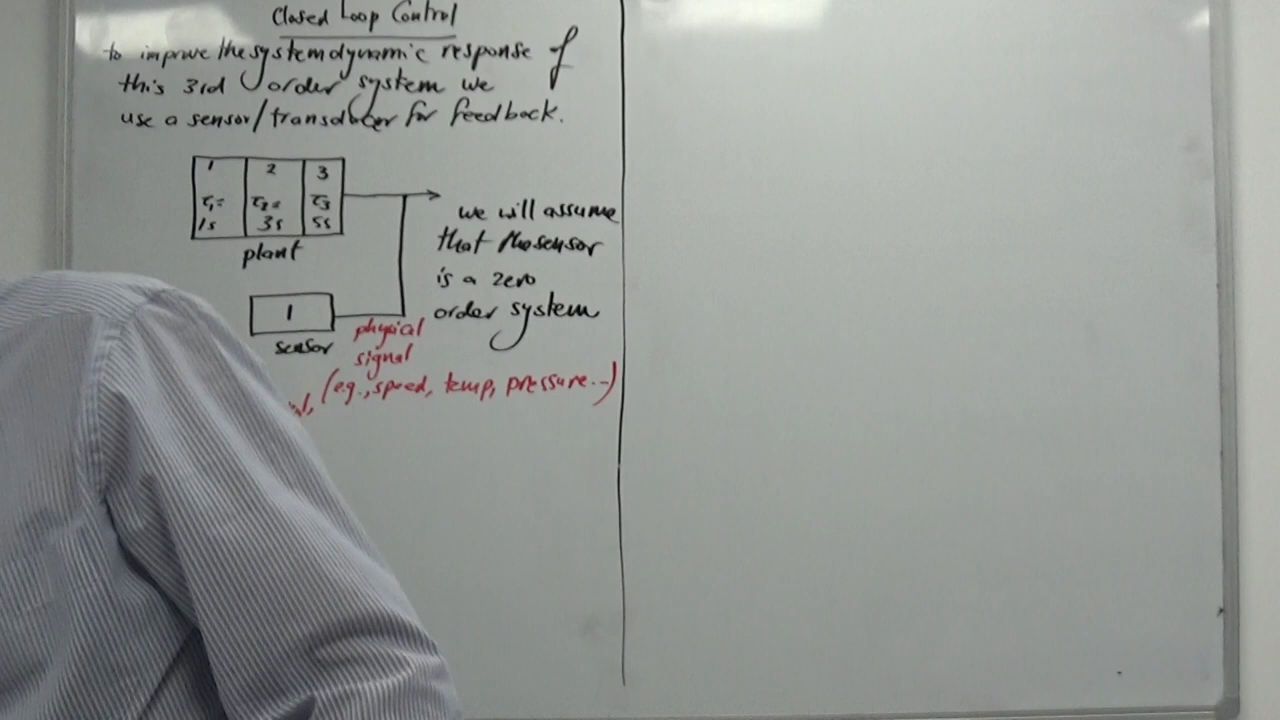 Closed Loop Control
to improve the system dynamic response of
this 3rd order system we
use a sensor/transducer for feedback.
1 2 3
τ1= τ2= τ3
1s 3s 5s
plant
we will assume
that the sensor
is a zero
order system
1
sensor
physical
signal
(e.g., speed, temp, pressure...)